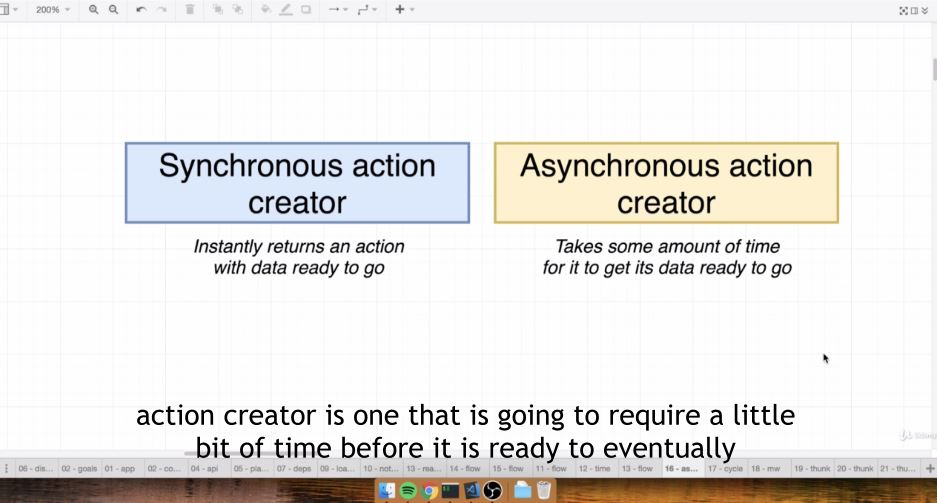 200%
Synchronous action
creator
Asynchronous action
creator
Instantly returns an action
with data ready to go
Takes some amount of time
for it to get its data ready to go
action creator is one that is going to require a little
bit of time before it is ready to eventually
06 - dis... 02 - goals 01 - app 02 - co... 04 - api 05 - pla... 07 - deps 09 - loa... 10 - not... 13 - rea... 14 - flow 15 - flow 11 - flow 12 - time 13 - flow 16 - as... 17 - cycle 18 - mw 19 - thunk 20 - thunk 21 - thu...